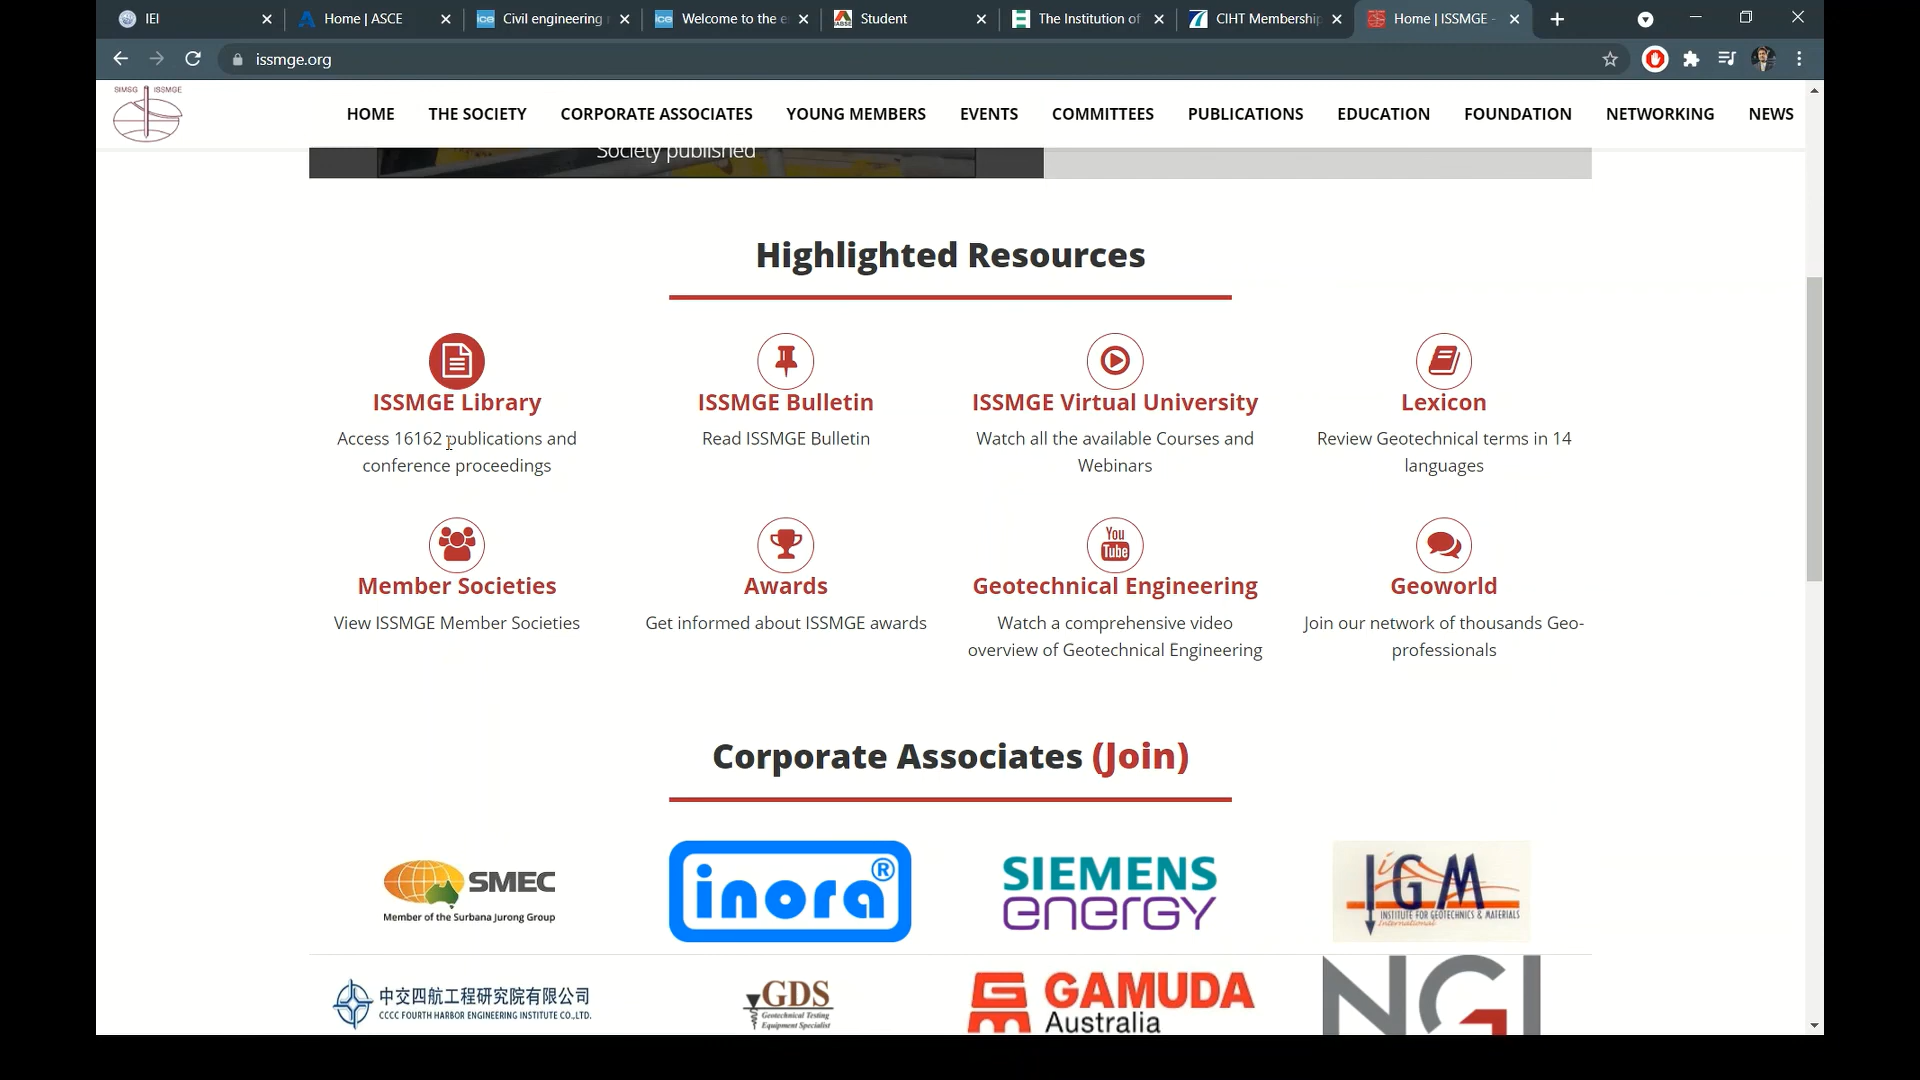 IEI
Home | ASCE
ice
Civil engineering
ice
Welcome to the e
Student
The Institution of
CIHT Membership
Home | ISSMGE -
issmge.org
SIMSG ISSMGE
HOME
THE SOCIETY
CORPORATE ASSOCIATES
YOUNG MEMBERS
EVENTS
COMMITTEES
PUBLICATIONS
EDUCATION
FOUNDATION
NETWORKING
NEWS
Society published
Highlighted Resources
ISSMGE Library
Access 16162 publications and
conference proceedings
ISSMGE Bulletin
Read ISSMGE Bulletin
ISSMGE Virtual University
Watch all the available Courses and
Webinars
Lexicon
Review Geotechnical terms in 14
languages
Member Societies
View ISSMGE Member Societies
Awards
Get informed about ISSMGE awards
You
Tube
Geotechnical Engineering
Watch a comprehensive video
overview of Geotechnical Engineering
Geoworld
Join our network of thousands Geo-
professionals
Corporate Associates (Join)
SMEC
Member of the Surbana Jurong Group
inora®
SIEMENS
energy
IGM
INSTITUTE FOR GEOTECHNICS & MATERIALS
International
中交四航工程研究院有限公司
CCCC FOURTH HARBOR ENGINEERING INSTITUTE CO.,LTD.
GDS
Geotechnical Testing
Equipment Specialist
GAMUDA
Australia
NGI